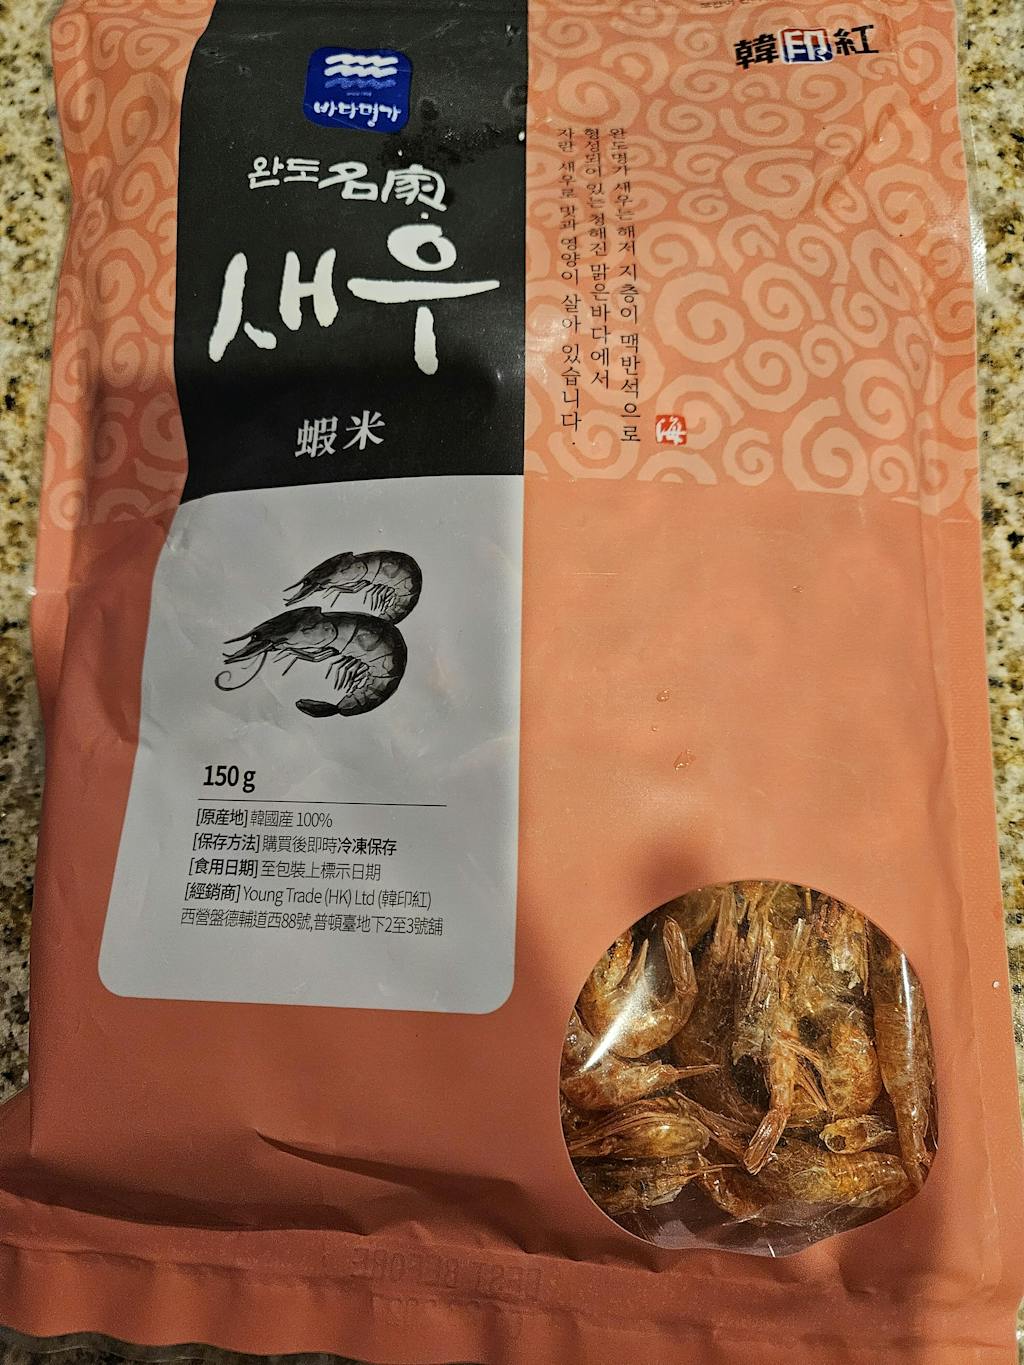 韓印紅
바다명가
완도名家
새우
蝦米
완도명가 새우는 해저 지층이 맥반석으로
형성되어 있는 청해진 맑은 바다에서
자란 새우로 맛과 영양이 살아 있습니다.
海
150g
[原産地] 韓國産 100%
[保存方法] 購買後即時冷凍保存
[食用日期] 至包裝上標示日期
[經銷商] Young Trade (HK) Ltd (韓印紅)
西營盤德輔道西88號,普頓臺地下2至3號舖
BEST BEFORE